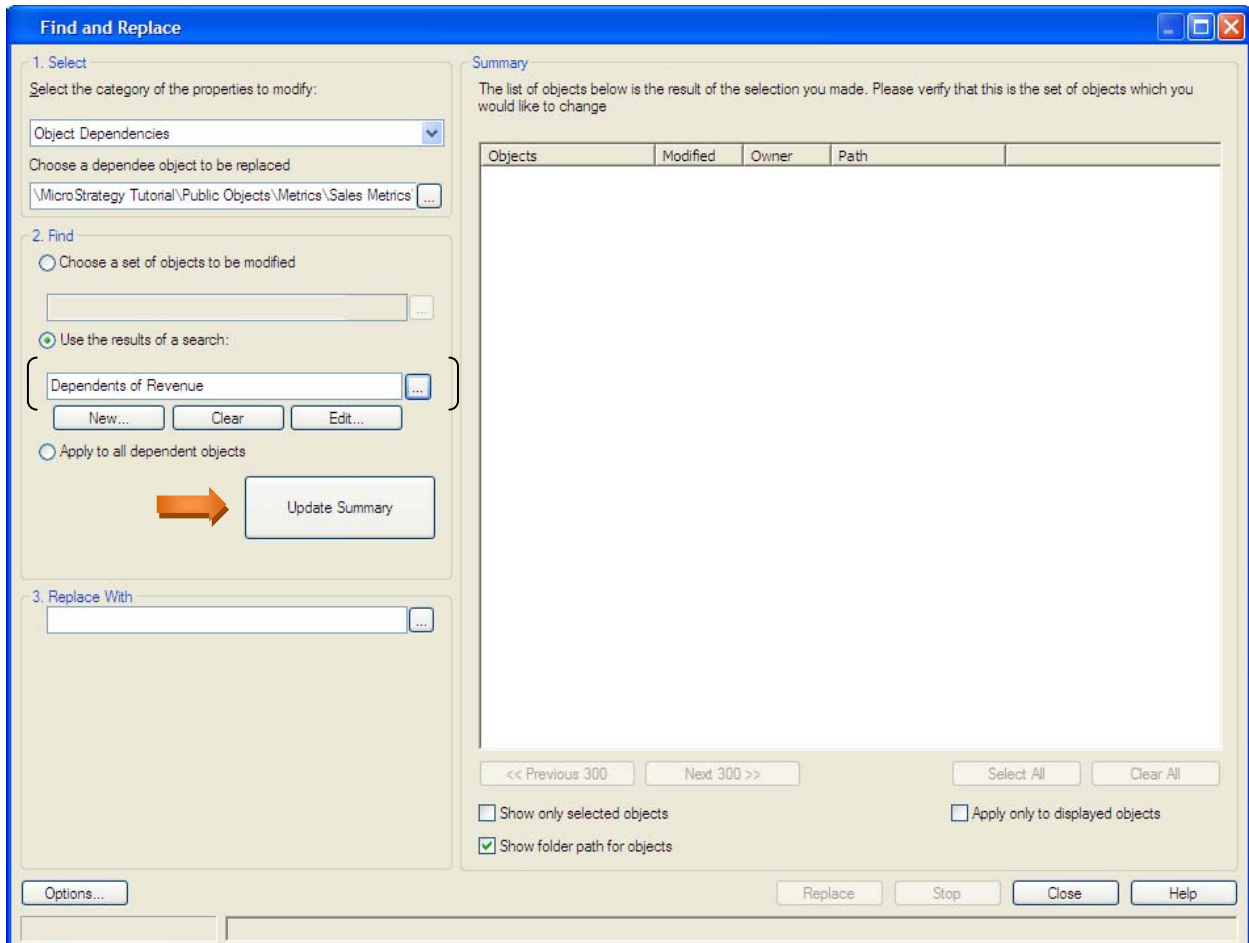 Find and Replace
1. Select
Select the category of the properties to modify:
Object Dependencies
Choose a dependee object to be replaced
\MicroStrategy Tutorial\Public Objects\Metrics\Sales Metrics\
...
2. Find
Choose a set of objects to be modified
...
Use the results of a search:
Dependents of Revenue
...
New... Clear Edit...
Apply to all dependent objects
Update Summary
3. Replace With
...
Summary
The list of objects below is the result of the selection you made. Please verify that this is the set of objects which you
would like to change
Objects Modified Owner Path
<< Previous 300 Next 300 >> Select All Clear All
Show only selected objects Apply only to displayed objects
Show folder path for objects
Options... Replace Stop Close Help